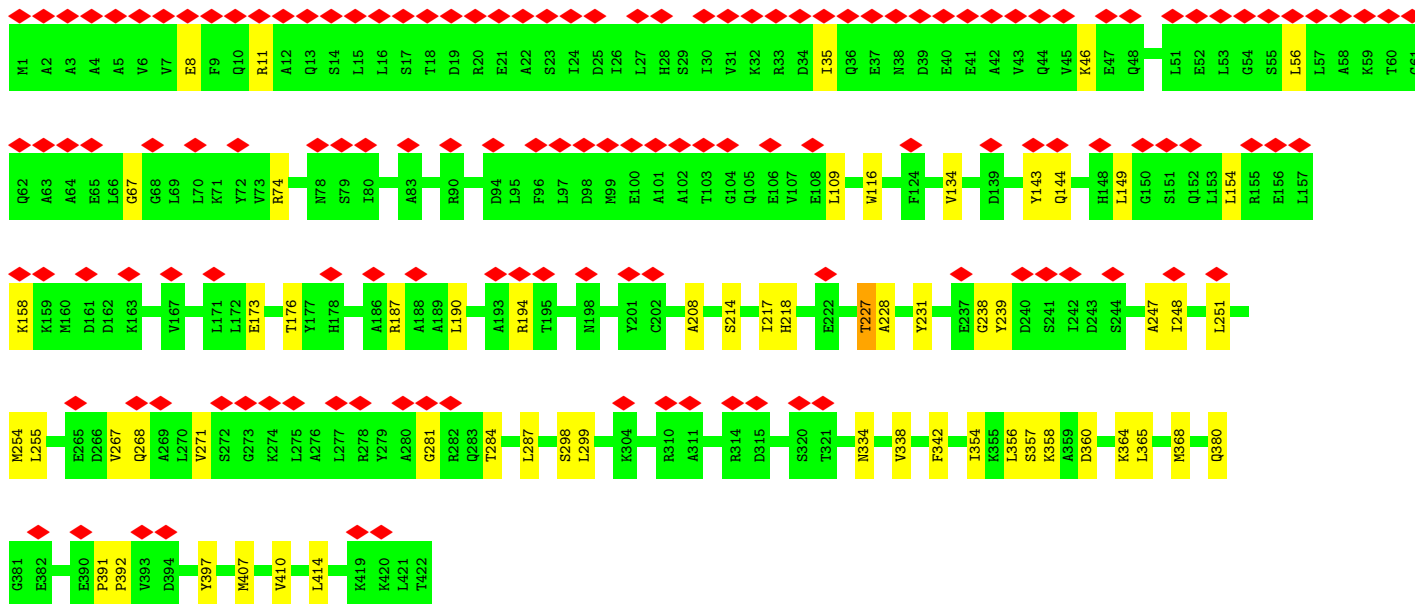 M1 A2 A3 A4 A5 V6 V7 E8 F9 Q10 R11 A12 Q13 S14 L15 L16 S17 T18 D19 R20 E21 A22 S23 I24 D25 I26 L27 H28 S29 I30 V31 K32 R33 D34 I35 Q36 E37 N38 D39 E40 E41 A42 V43 Q44 V45 K46 E47 Q48 L51 E52 L53 G54 S55 L56 L57 A58 K59 T60 G61
Q62 A63 A64 E65 L66 G67 G68 L69 L70 K71 Y72 V73 R74 N78 S79 I80 A83 R90 D94 L95 F96 L97 D98 M99 E100 A101 A102 T103 G104 Q105 E106 V107 E108 L109 W116 F124 V134 D139 Y143 Q144 H148 L149 G150 S151 Q152 L153 L154 R155 E156 L157
K158 K159 M160 D161 D162 K163 V167 L171 L172 E173 T176 Y177 H178 A186 R187 A188 A189 L190 A193 R194 T195 N198 Y201 C202 A208 S214 I217 H218 E222 T227 A228 Y231 E237 G238 Y239 D240 S241 I242 D243 S244 A247 I248 L251
M254 L255 E265 D266 V267 Q268 A269 L270 V271 S272 G273 K274 L275 A276 L277 R278 Y279 A280 G281 R282 Q283 T284 L287 S298 L299 K304 R310 A311 R314 D315 S320 T321 N334 V338 F342 I354 K355 L356 S357 K358 A359 D360 K364 L365 M368 Q380
G381 E382 E390 P391 P392 V393 D394 Y397 M407 V410 L414 K419 K420 L421 T422